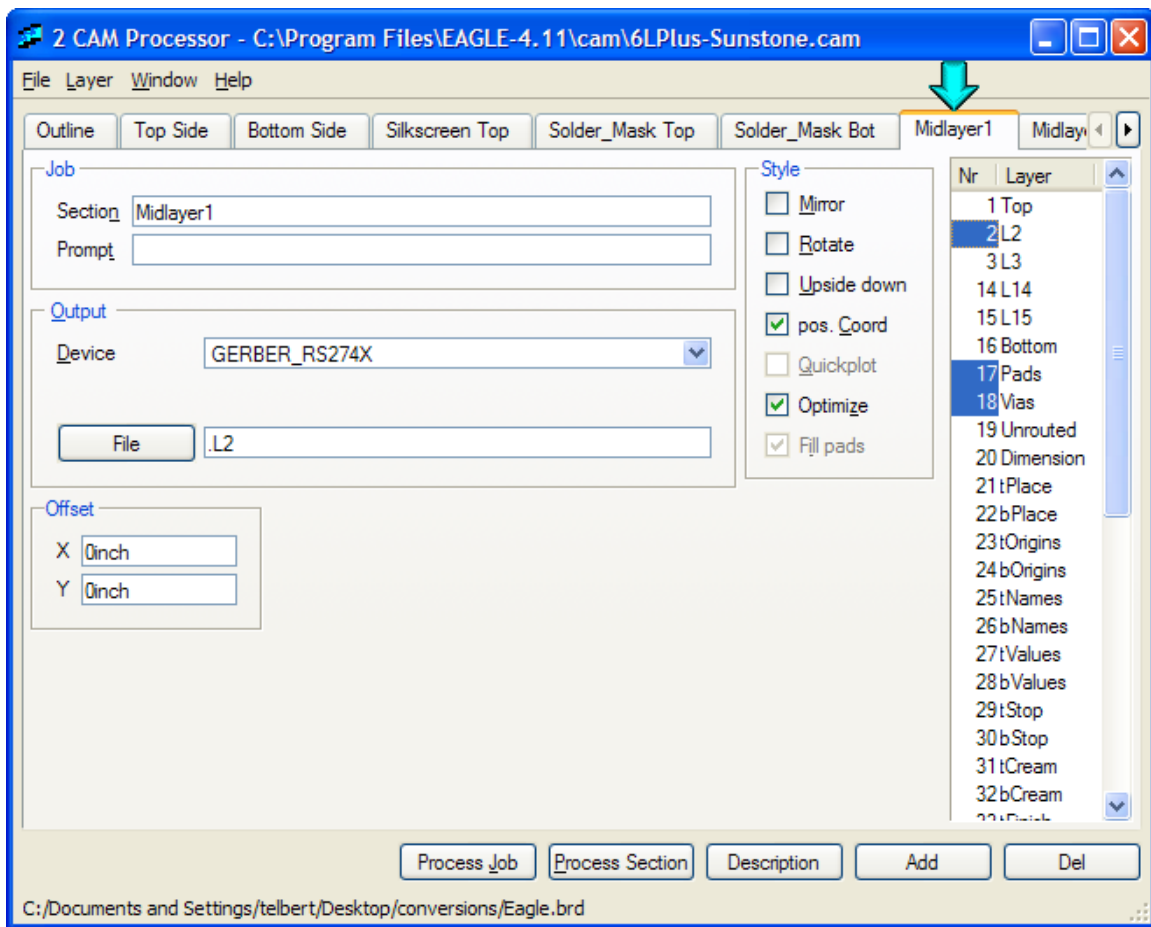 2 CAM Processor - C:\Program Files\EAGLE-4.11\cam\6LPlus-Sunstone.cam
File Layer Window Help
Outline Top Side Bottom Side Silkscreen Top Solder_Mask Top Solder_Mask Bot Midlayer1
Job
Section Midlayer1
Prompt
Output
Device GERBER_RS274X
File .L2
Offset
X 0inch
Y 0inch
Style
Mirror
Rotate
Upside down
pos. Coord
Quickplot
Optimize
Fill pads
Nr Layer
1 Top
2 L2
3 L3
14 L14
15 L15
16 Bottom
17 Pads
18 Vias
19 Unrouted
20 Dimension
21 tPlace
22 bPlace
23 tOrigins
24 bOrigins
25 tNames
26 bNames
27 tValues
28 bValues
29 tStop
30 bStop
31 tCream
32 bCream
Process Job Process Section Description Add Del
C:/Documents and Settings/telbert/Desktop/conversions/Eagle.brd